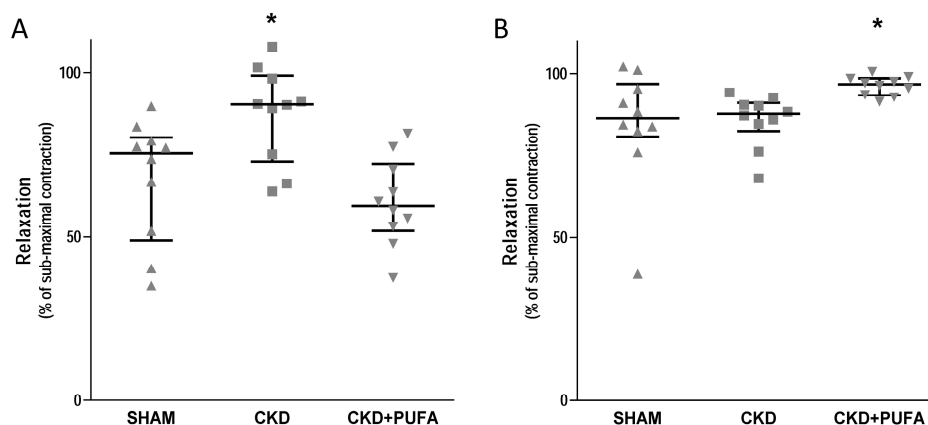 A
*
100
50
0
Relaxation
(% of sub-maximal contraction)
SHAM
CKD
CKD+PUFA
B
*
100
50
0
Relaxation
(% of sub-maximal contraction)
SHAM
CKD
CKD+PUFA